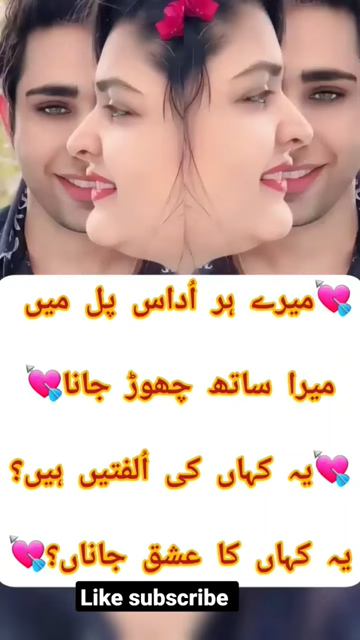 💘میرے ہر اُداس پل میں
میرا ساتھ چھوڑ جانا💘
💘یہ کہاں کی اُلفتیں ہیں؟
یہ کہاں کا عشق جاناں؟💘
Like subscribe